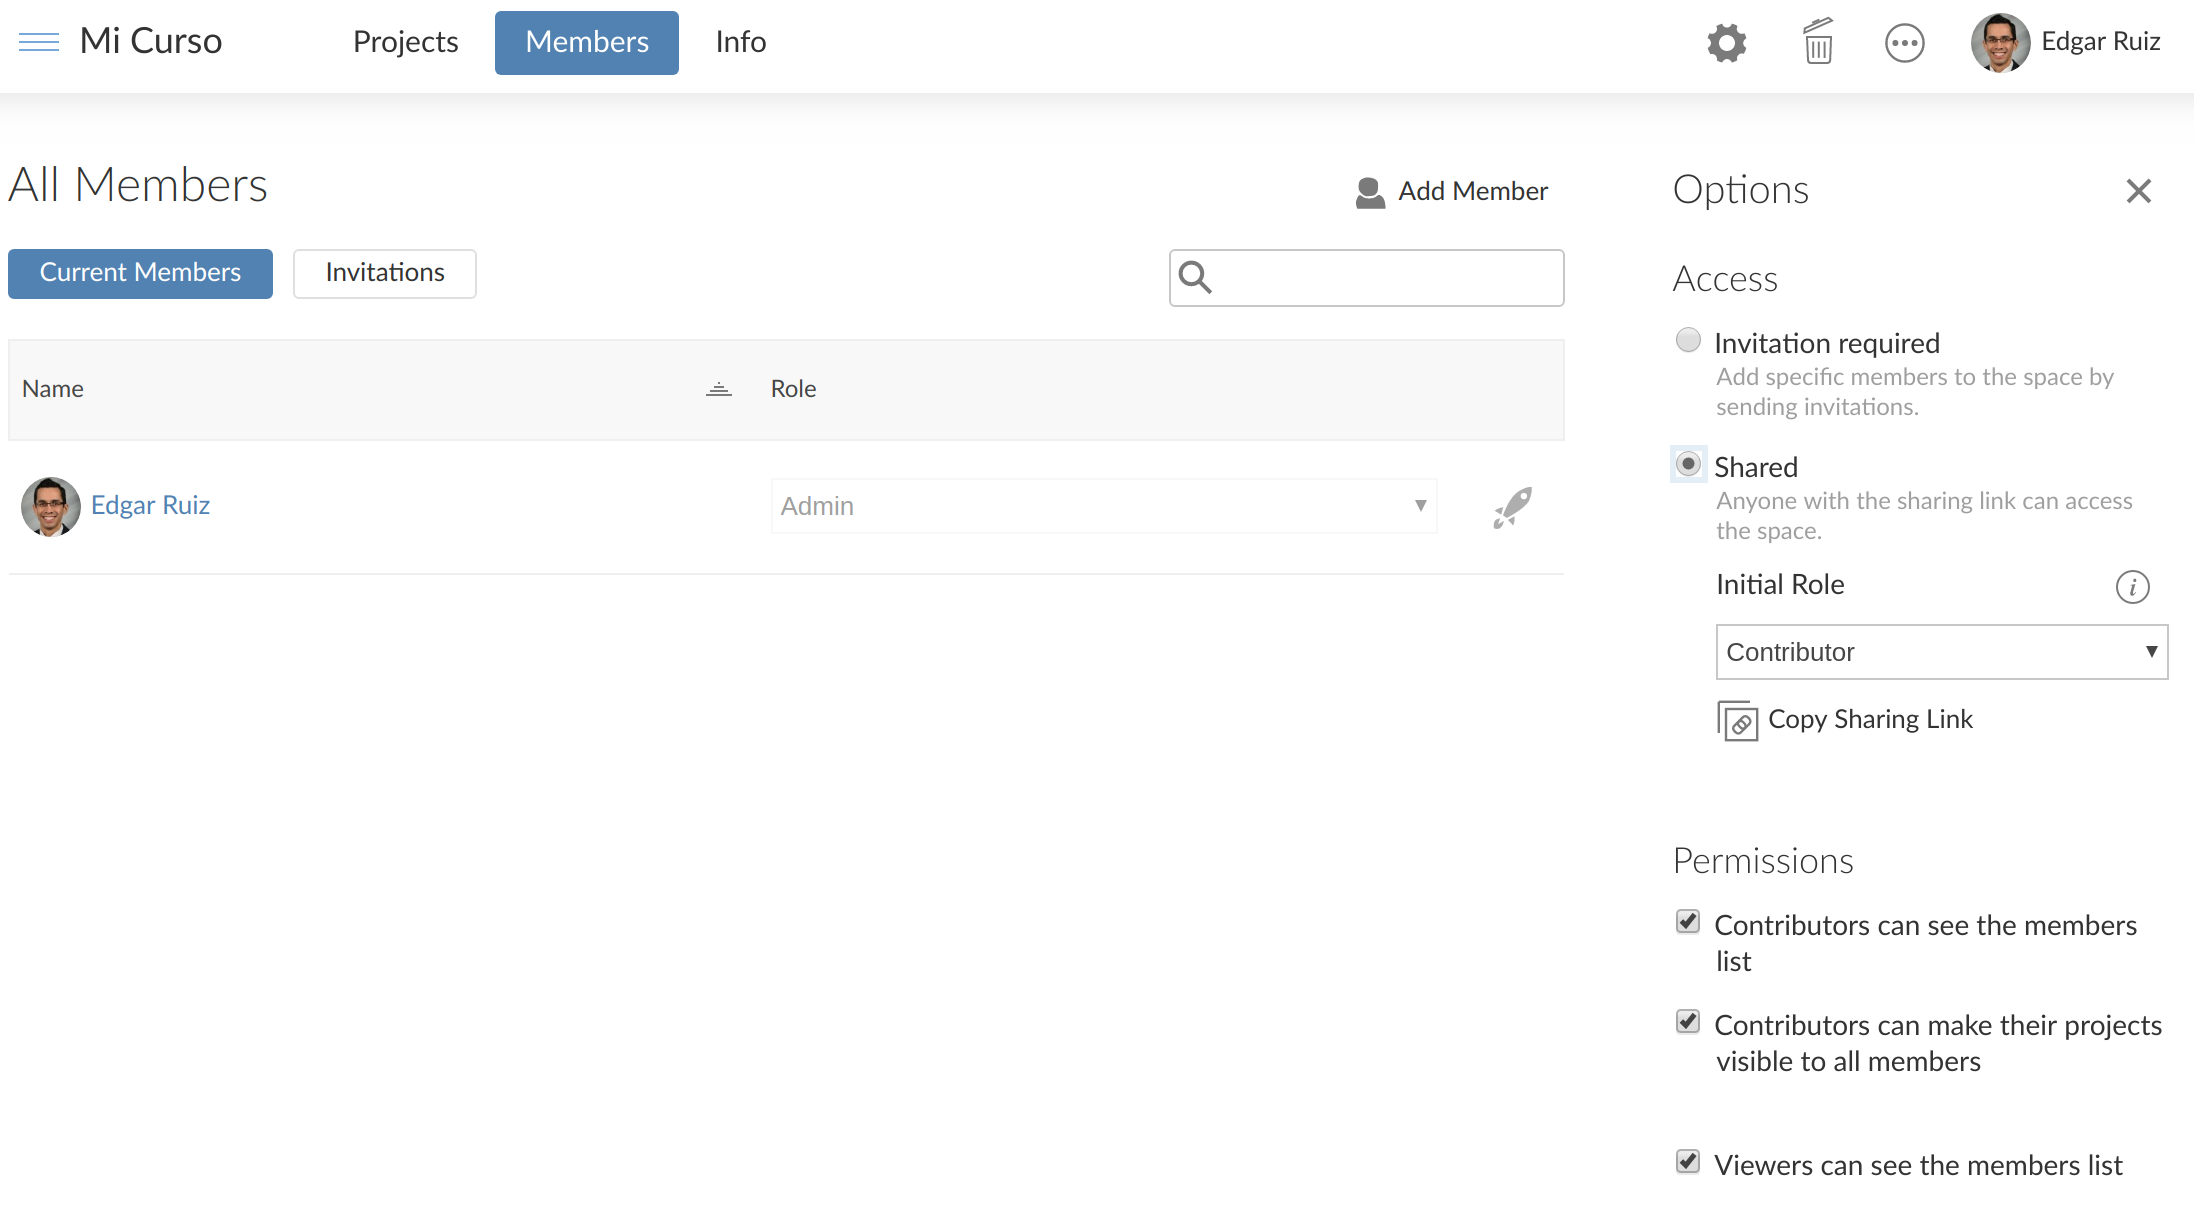 Mi Curso
Projects
Members
Info
Edgar Ruiz
All Members
Add Member
Current Members
Invitations
Name
Role
Edgar Ruiz
Admin
Options
Access
Invitation required
Add specific members to the space by
sending invitations.
Shared
Anyone with the sharing link can access
the space.
Initial Role
i
Contributor
Copy Sharing Link
Permissions
Contributors can see the members
list
Contributors can make their projects
visible to all members
Viewers can see the members list